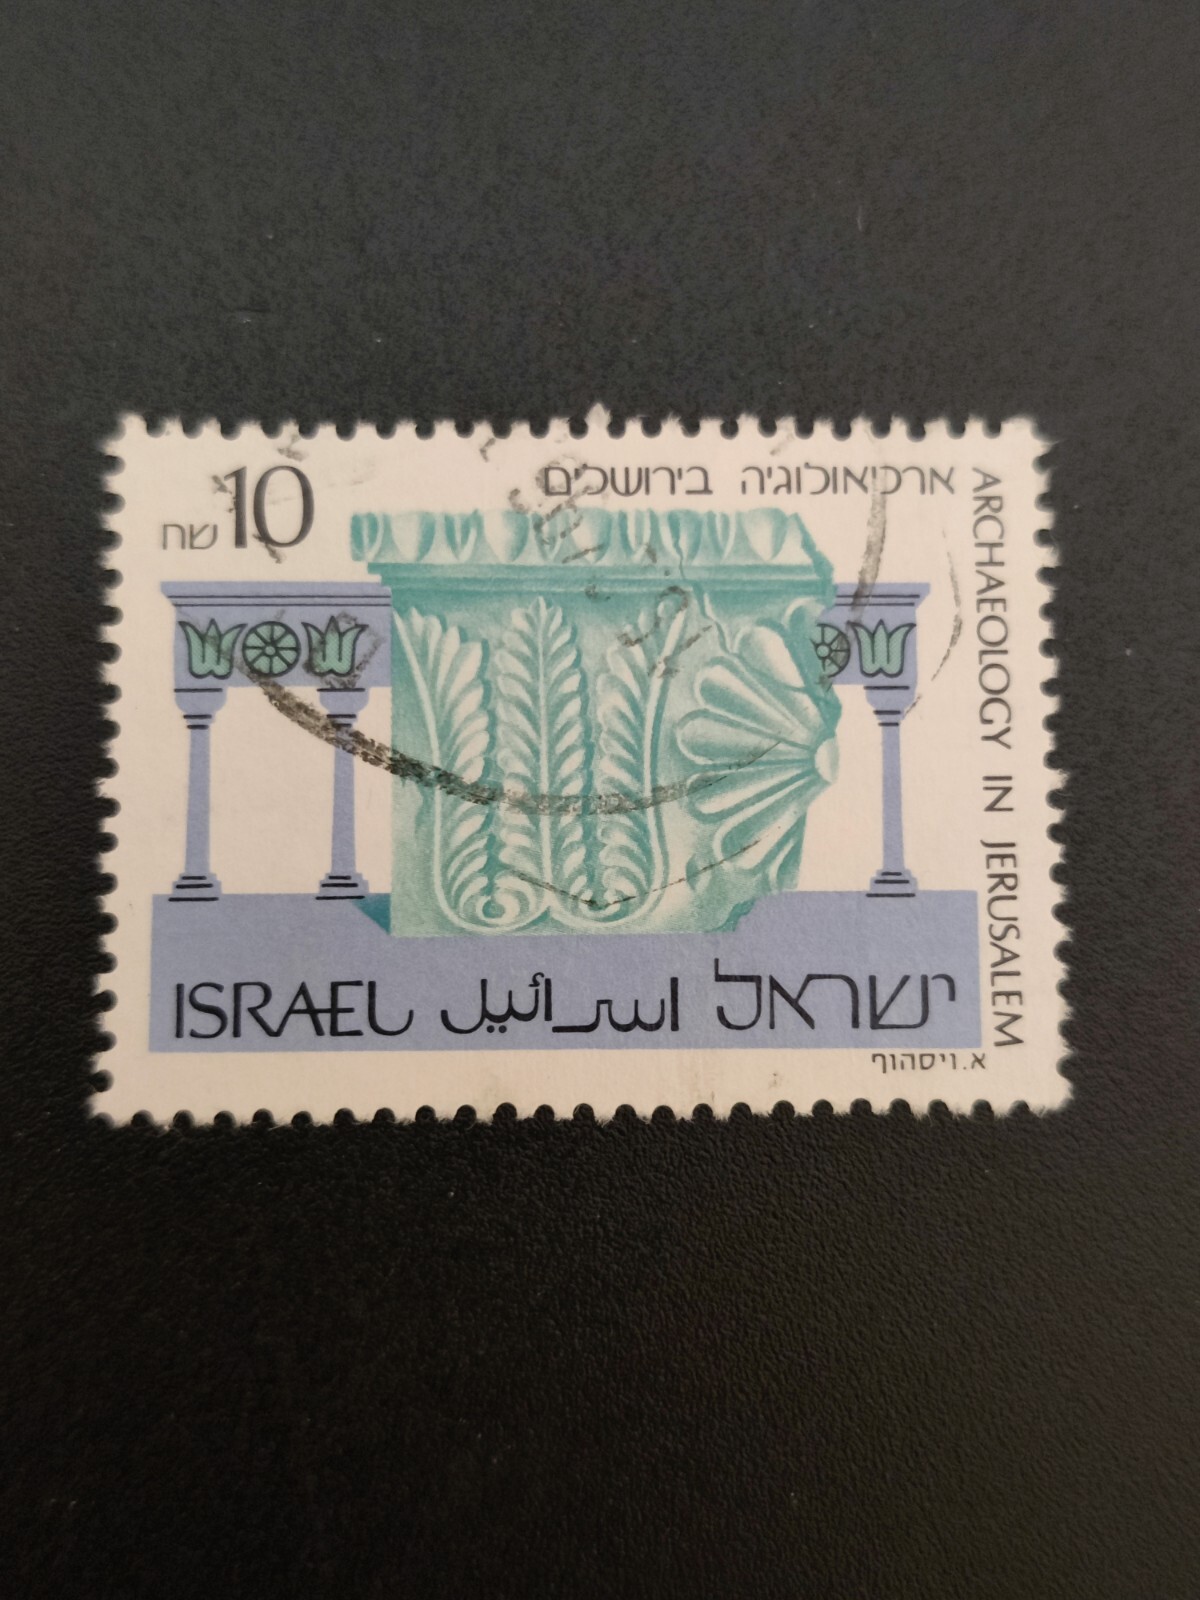 10 שח
ארכיאולוגיה בירושלים
ARCHAEOLOGY IN JERUSALEM
ISRAEL اسرائيل ישראל
א. ויסהוף